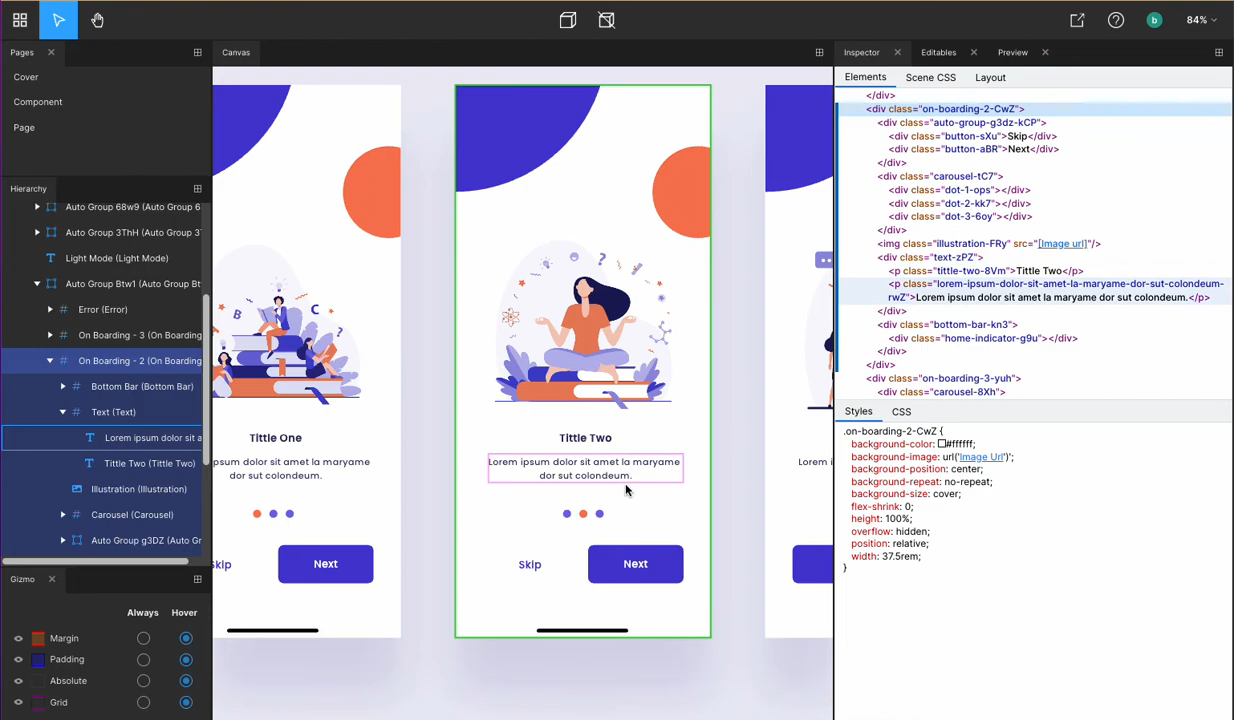 b
84%
Pages
Cover
Component
Page
Hierarchy
Auto Group 68w9 (Auto Group 6
Auto Group 3ThH (Auto Group 3
Light Mode (Light Mode)
Auto Group Btw1 (Auto Group Bt
Error (Error)
On Boarding - 3 (On Boarding
On Boarding - 2 (On Boarding
Bottom Bar (Bottom Bar)
Text (Text)
Lorem ipsum dolor sit a
Tittle Two (Tittle Two)
Illustration (Illustration)
Carousel (Carousel)
Auto Group g3DZ (Auto Gr
Gizmo
Always Hover
Margin
Padding
Absolute
Grid
Canvas
B
C
?
Tittle One
psum dolor sit amet la maryame
dor sut colondeum.
Skip
Next
?
Tittle Two
Lorem ipsum dolor sit amet la maryame
dor sut colondeum.
Skip
Next
Lorem i
Inspector Editables Preview
Elements Scene CSS Layout
</div>
<div class="on-boarding-2-CwZ">
<div class="auto-group-g3dz-kCP">
<div class="button-sXu">Skip</div>
<div class="button-aBR">Next</div>
</div>
<div class="carousel-tC7">
<div class="dot-1-ops"></div>
<div class="dot-2-kk7"></div>
<div class="dot-3-6oy"></div>
</div>
<img class="illustration-FRy" src="[Image url]"/>
<div class="text-zPZ">
<p class="tittle-two-8Vm">Tittle Two</p>
<p class="lorem-ipsum-dolor-sit-amet-la-maryame-dor-sut-colondeum-
rwZ">Lorem ipsum dolor sit amet la maryame dor sut colondeum.</p>
</div>
<div class="bottom-bar-kn3">
<div class="home-indicator-g9u"></div>
</div>
</div>
<div class="on-boarding-3-yuh">
<div class="carousel-8Xh">
Styles CSS
.on-boarding-2-CwZ {
background-color: #ffffff;
background-image: url('Image Url')';
background-position: center;
background-repeat: no-repeat;
background-size: cover;
flex-shrink: 0;
height: 100%;
overflow: hidden;
position: relative;
width: 37.5rem;
}